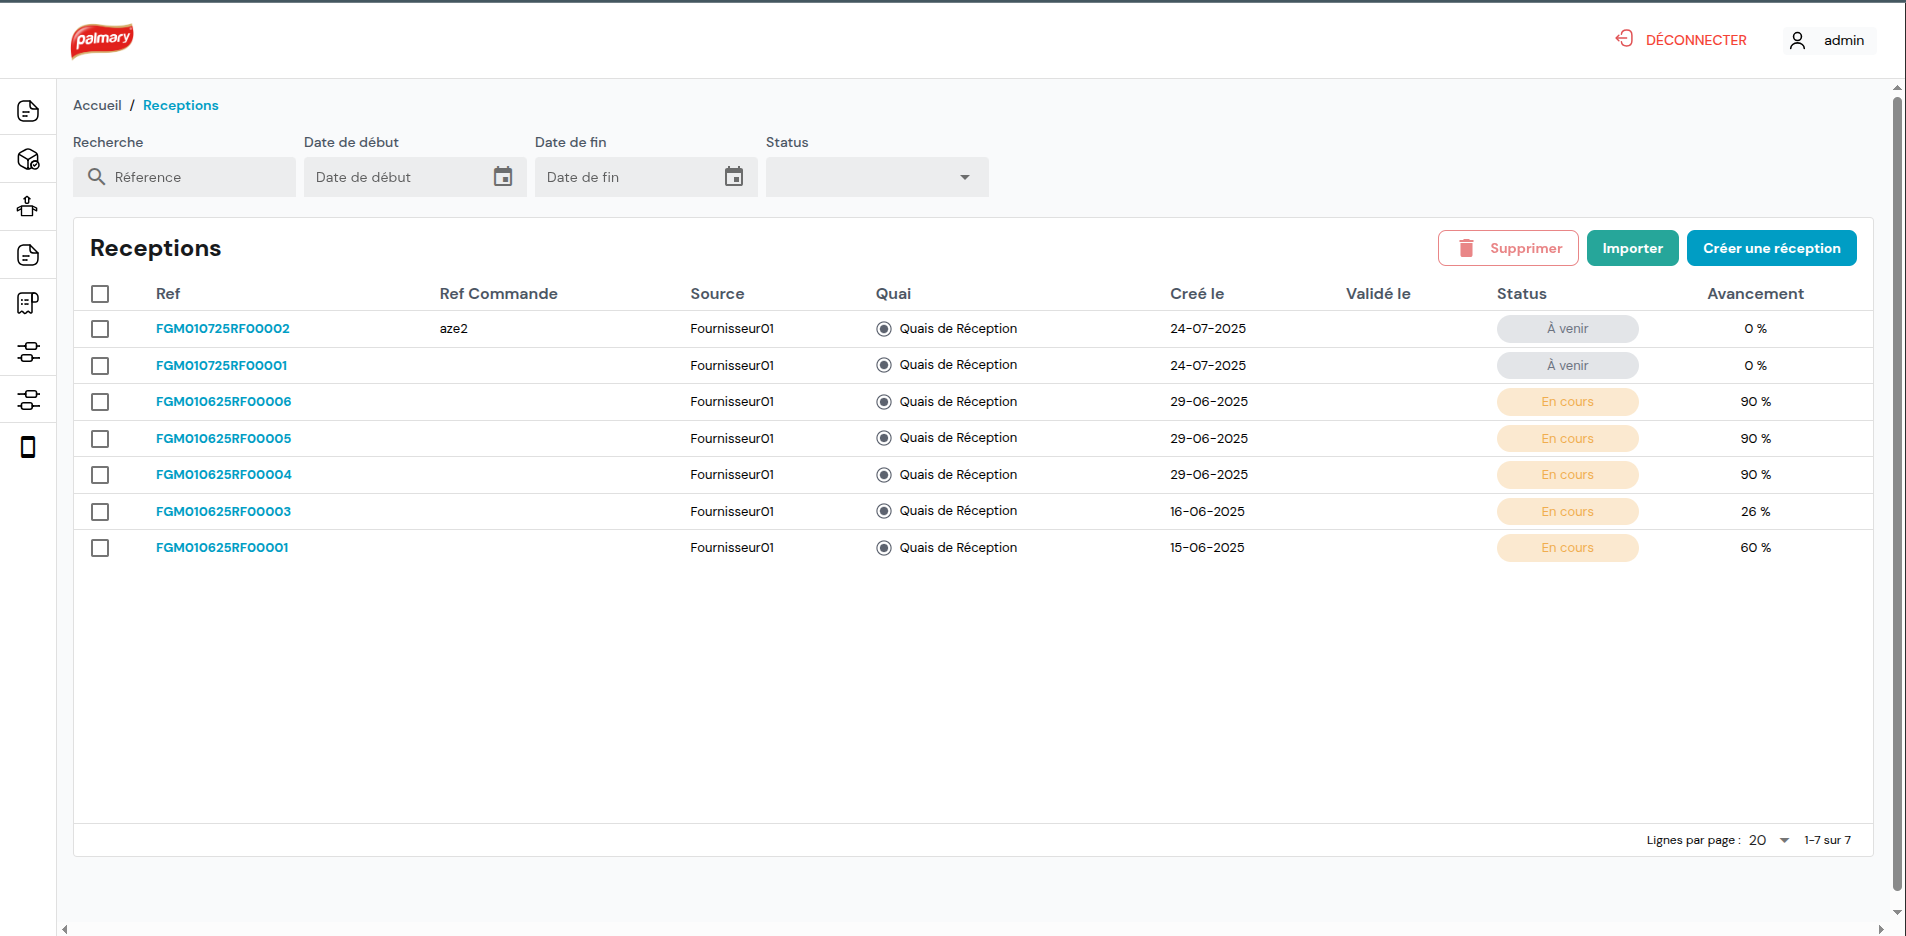 palmary
DÉCONNECTER
admin
Accueil / Receptions
Recherche Date de début Date de fin Status
Réference Date de début Date de fin
Receptions Supprimer Importer Créer une réception
Ref Ref Commande Source Quai Creé le Validé le Status Avancement
FGM010725RF00002 aze2 Fournisseur01 Quais de Réception 24-07-2025 À venir 0 %
FGM010725RF00001 Fournisseur01 Quais de Réception 24-07-2025 À venir 0 %
FGM010625RF00006 Fournisseur01 Quais de Réception 29-06-2025 En cours 90 %
FGM010625RF00005 Fournisseur01 Quais de Réception 29-06-2025 En cours 90 %
FGM010625RF00004 Fournisseur01 Quais de Réception 29-06-2025 En cours 90 %
FGM010625RF00003 Fournisseur01 Quais de Réception 16-06-2025 En cours 26 %
FGM010625RF00001 Fournisseur01 Quais de Réception 15-06-2025 En cours 60 %
Lignes par page : 20 1-7 sur 7